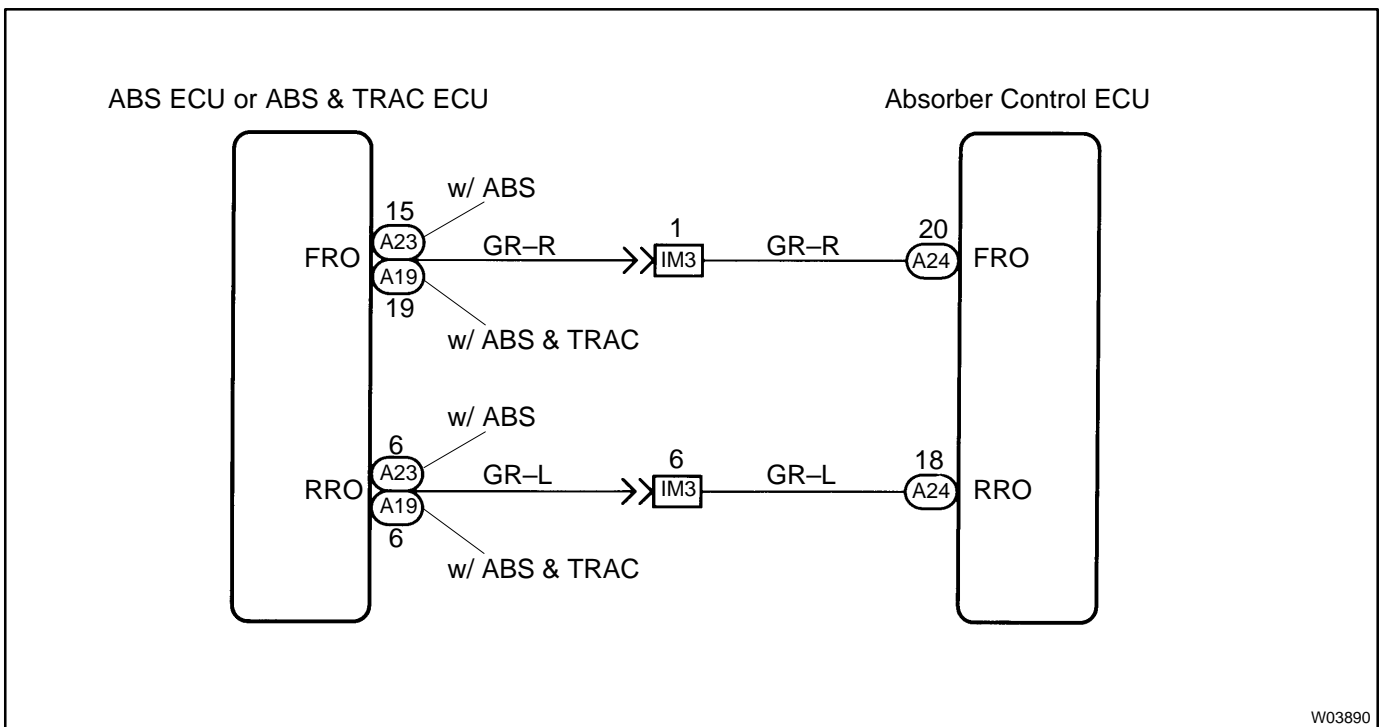 ABS ECU or ABS & TRAC ECU
Absorber Control ECU
w/ ABS
15
A23
FRO
GR–R
1
IM3
GR–R
20
A24
FRO
A19
19
w/ ABS & TRAC
w/ ABS
6
A23
RRO
GR–L
6
IM3
GR–L
18
A24
RRO
A19
6
w/ ABS & TRAC
W03890